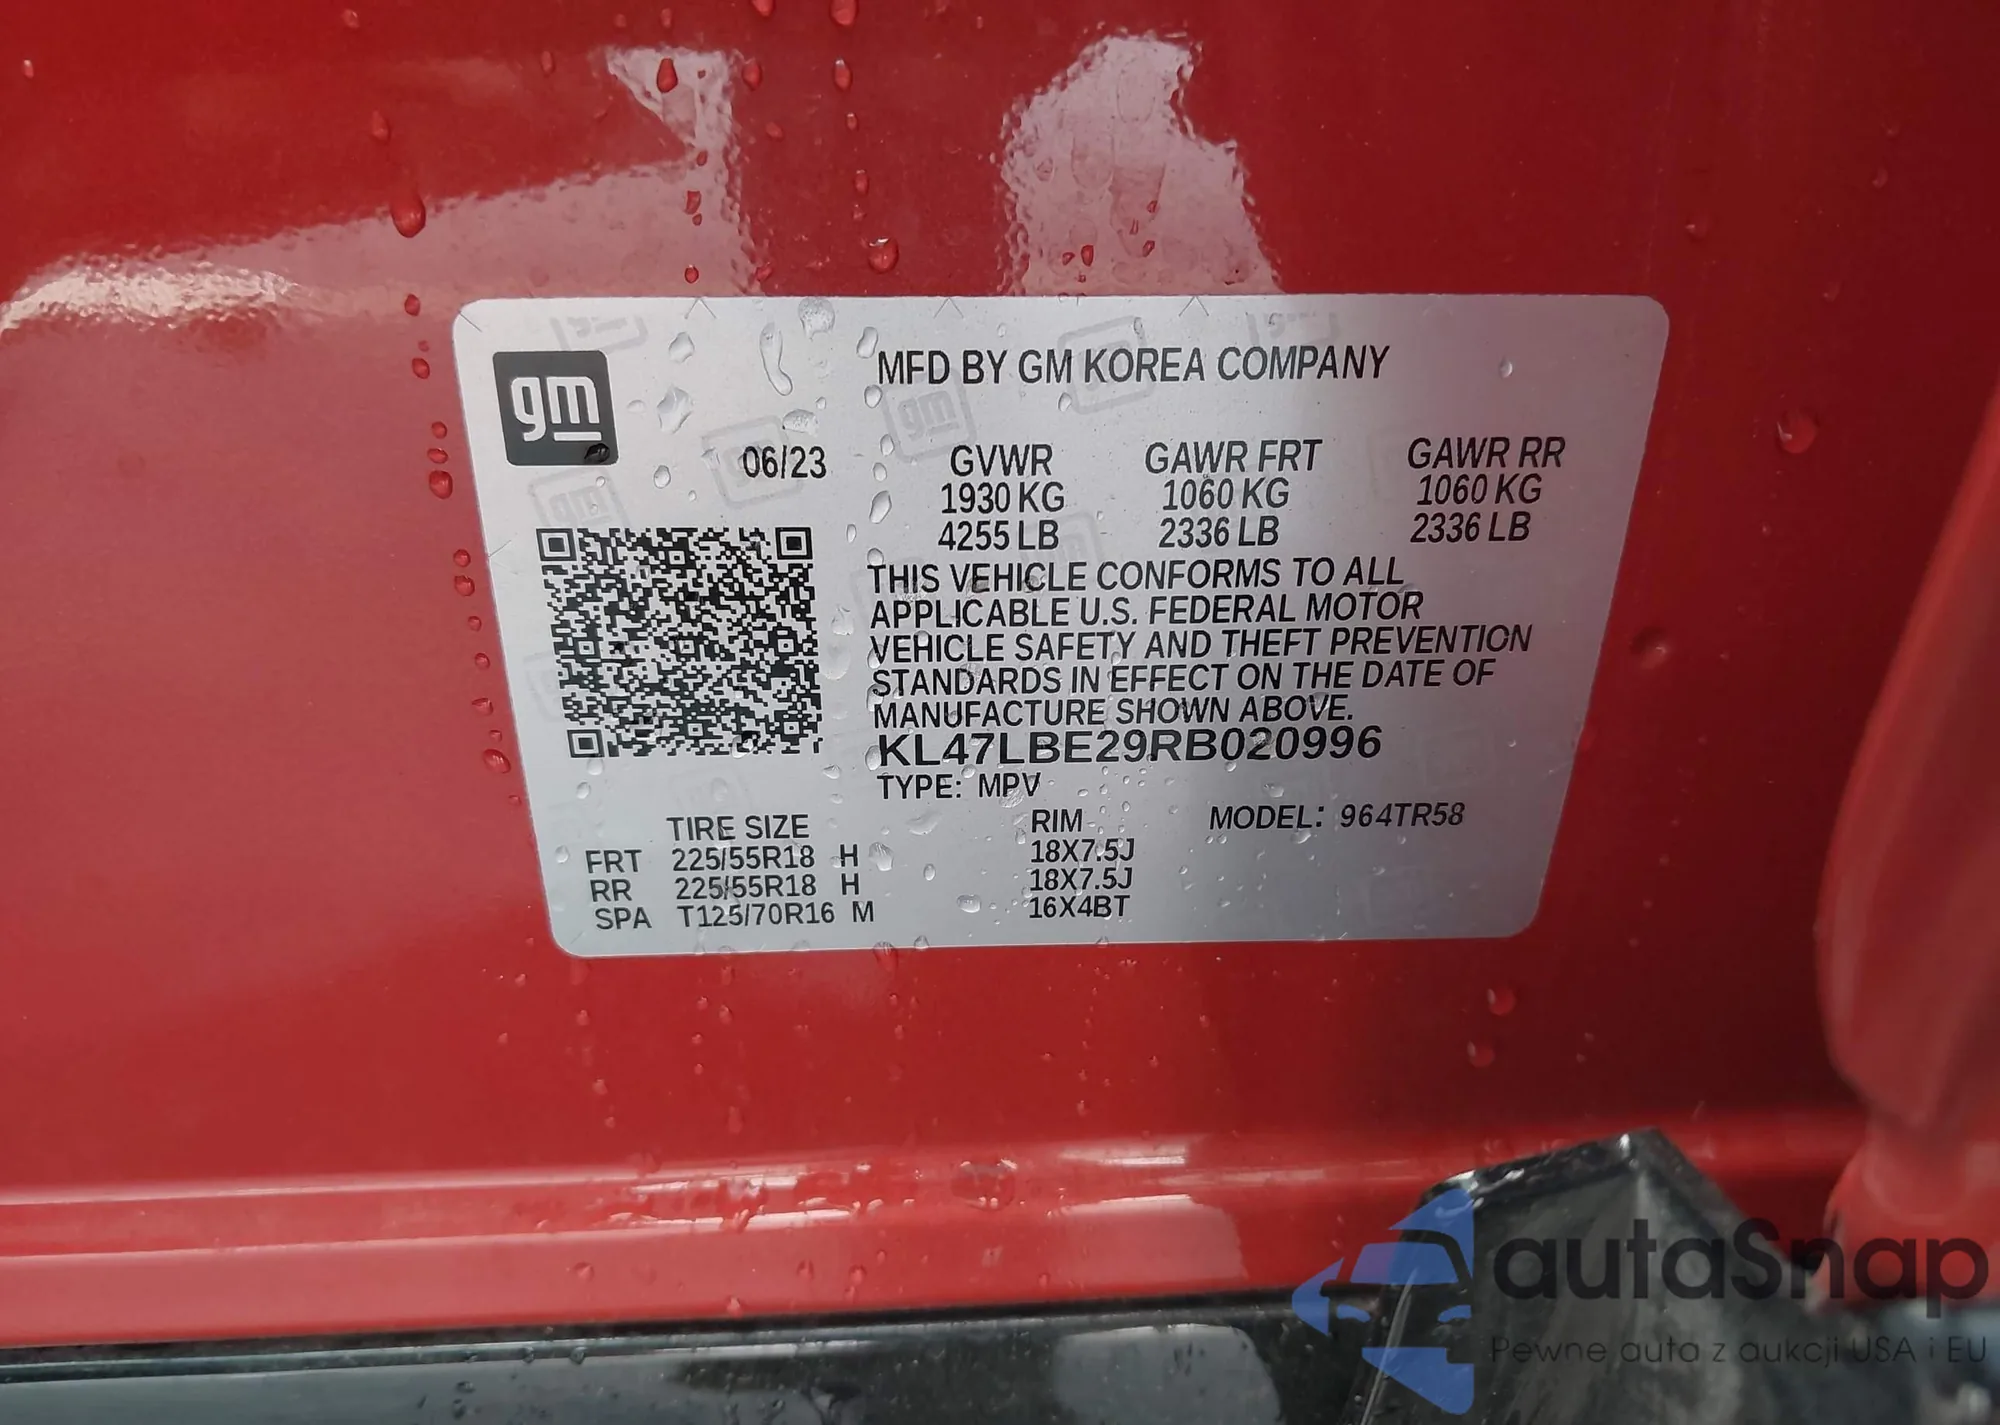 gm
MFD BY GM KOREA COMPANY
06/23
GVWR GAWR FRT GAWR RR
1930 KG 1060 KG 1060 KG
4255 LB 2336 LB 2336 LB
THIS VEHICLE CONFORMS TO ALL
APPLICABLE U.S. FEDERAL MOTOR
VEHICLE SAFETY AND THEFT PREVENTION
STANDARDS IN EFFECT ON THE DATE OF
MANUFACTURE SHOWN ABOVE.
KL47LBE29RB020996
TYPE: MPV
TIRE SIZE RIM MODEL: 964TR58
FRT 225/55R18 H 18X7.5J
RR 225/55R18 H 18X7.5J
SPA T125/70R16 M 16X4BT
autaSnap
Pewne auta z aukcji USA i EU